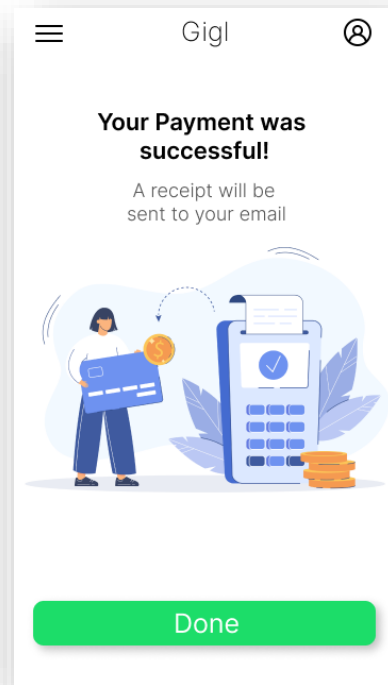 Gigl
Your Payment was
successful!
A receipt will be
sent to your email
$
Done